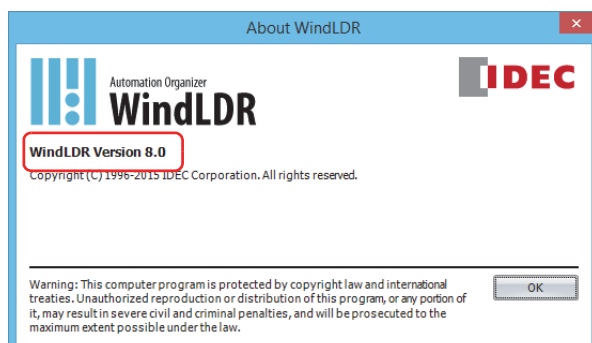 About WindLDR
×
IDEC
Automation Organizer
WindLDR
WindLDR Version 8.0
Copyright (C) 1996-2015 IDEC Corporation. All rights reserved.
Warning: This computer program is protected by copyright law and international
treaties. Unauthorized reproduction or distribution of this program, or any portion of
it, may result in severe civil and criminal penalties, and will be prosecuted to the
maximum extent possible under the law.
OK